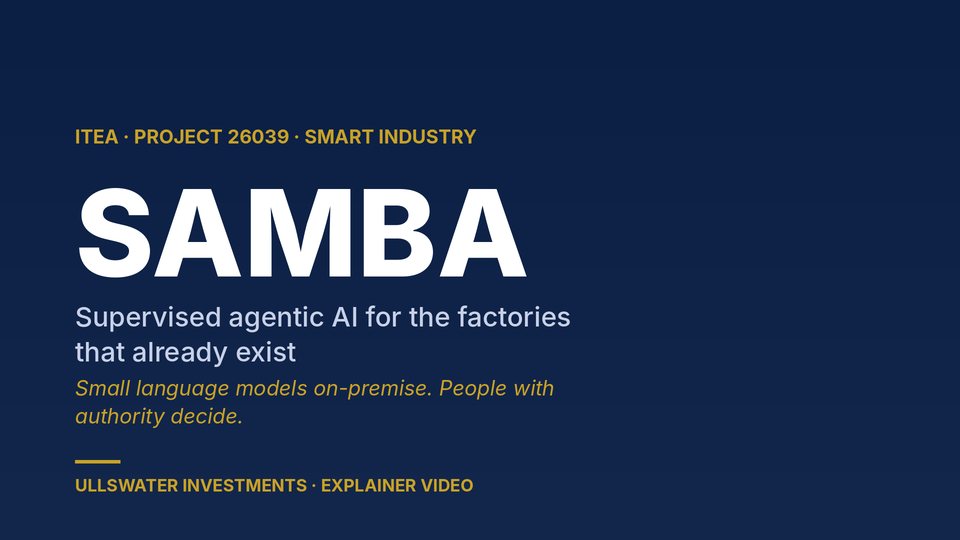 ITEA · PROJECT 26039 · SMART INDUSTRY
SAMBA
Supervised agentic AI for the factories
that already exist
Small language models on-premise. People with
authority decide.
ULLSWATER INVESTMENTS · EXPLAINER VIDEO